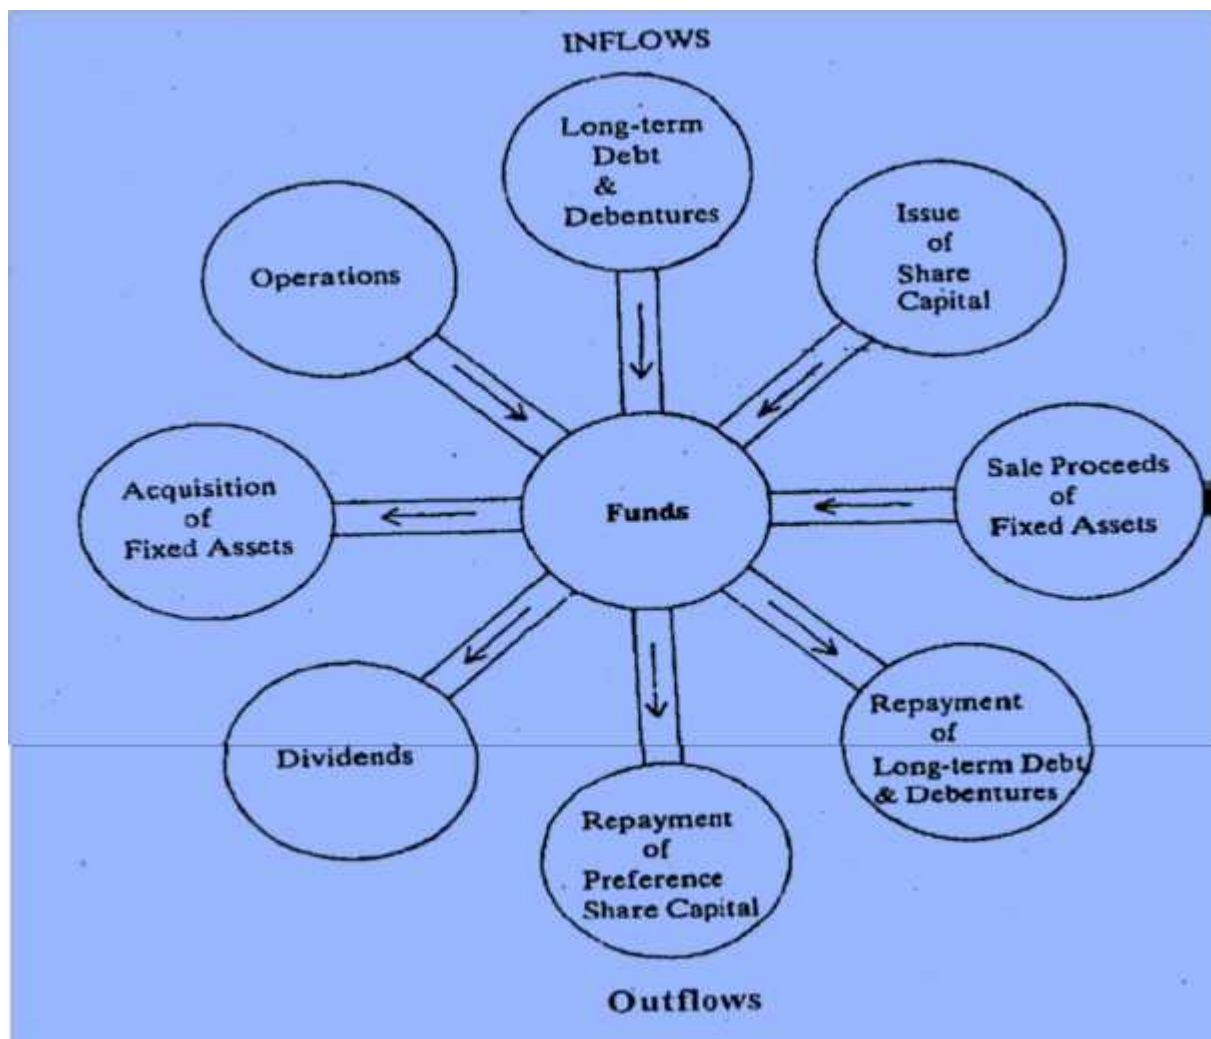 INFLOWS
Long-term
Debt
&
Debentures
Issue
of
Share
Capital
Operations
Sale Proceeds
of
Fixed Assets
Acquisition
of
Fixed Assets
Funds
Repayment
of
Long-term Debt
& Debentures
Dividends
Repayment
of
Preference
Share Capital
Outflows